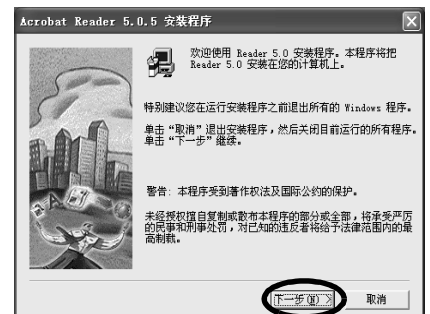 Acrobat Reader 5.0.5 安装程序
欢迎使用 Reader 5.0 安装程序。本程序将把
Reader 5.0 安装在您的计算机上。
特别建议您在运行安装程序之前退出所有的 Windows 程序。
单击“取消”退出安装程序，然后关闭目前运行的所有程序。
单击“下一步”继续。
警告: 本程序受到著作权法及国际公约的保护。
未经授权擅自复制或散布本程序的部分或全部，将承受严厉
的民事和刑事处罚，对已知的违反者将给予法律范围内的最
高制裁。
下一步(N) > 取消